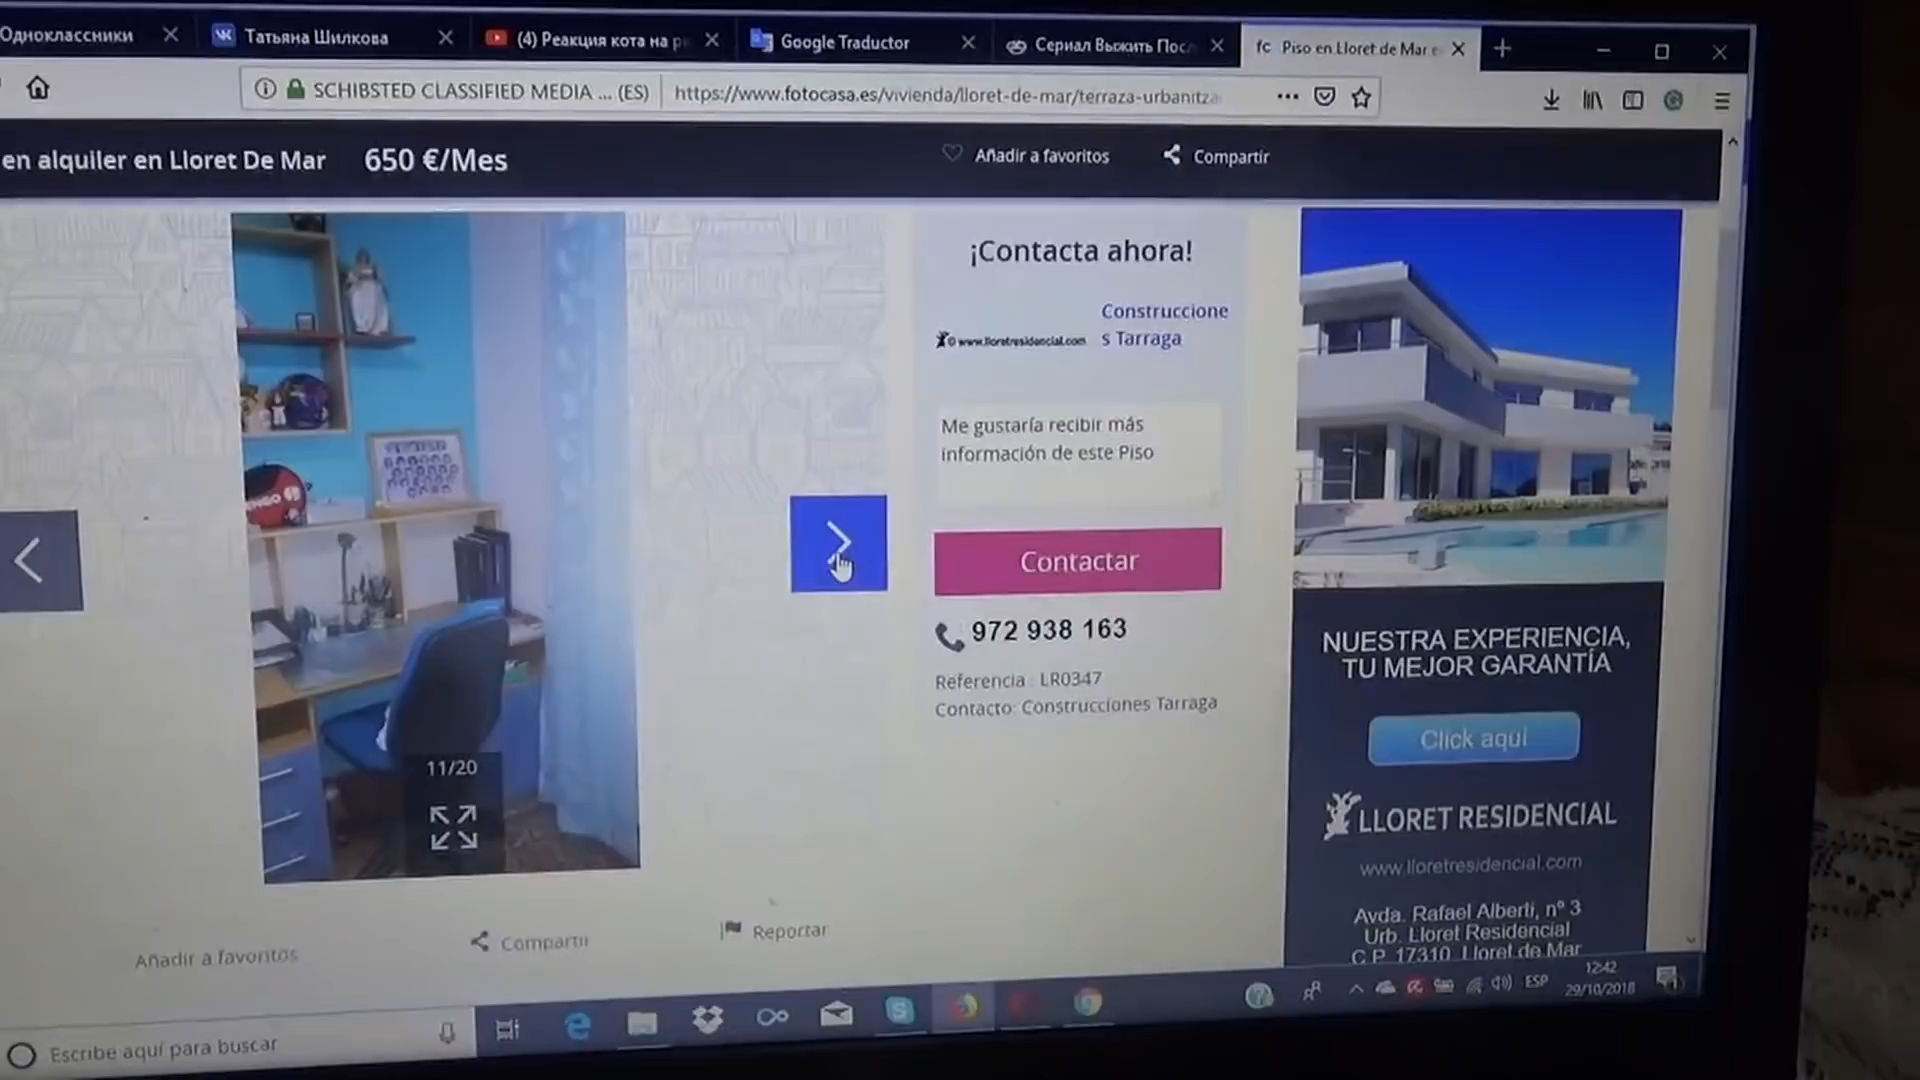 Одноклассники
Татьяна Шилкова
(4) Реакция кота на р
Google Traductor
Сериал Выжить Посл
fc Piso en Lloret de Mar e
SCHIBSTED CLASSIFIED MEDIA ... (ES)
https://www.fotocasa.es/vivienda/lloret-de-mar/terraza-urbanitza
en alquiler en Lloret De Mar
650 €/Mes
Añadir a favoritos
Compartir
¡Contacta ahora!
www.lloretresidencial.com
Construccione
s Tarraga
Me gustaría recibir más
información de este Piso
Contactar
972 938 163
Referencia : LR0347
Contacto: Construcciones Tarraga
11/20
NUESTRA EXPERIENCIA,
TU MEJOR GARANTÍA
Click aquí
LLORET RESIDENCIAL
www.lloretresidencial.com
Avda. Rafael Alberti, nº 3
Urb. Lloret Residencial
C.P. 17310 Lloret de Mar
Añadir a favoritos
Compartir
Reportar
Escribe aquí para buscar
ESP
12:42
29/10/2018